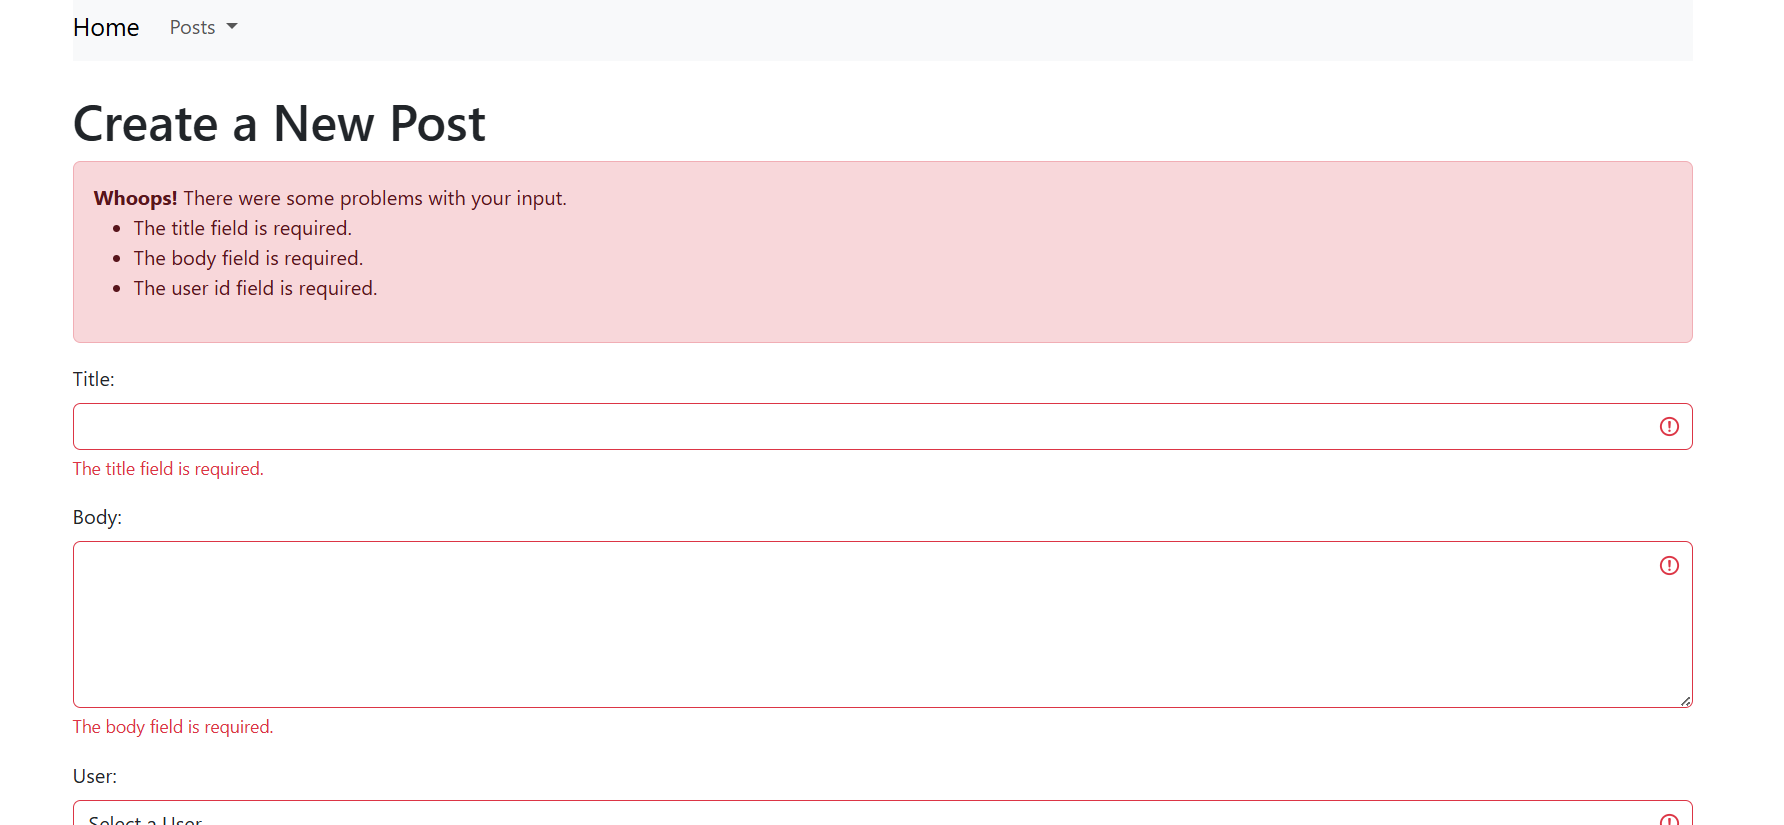 Home Posts
Create a New Post
Whoops! There were some problems with your input.
The title field is required.
The body field is required.
The user id field is required.
Title:
The title field is required.
Body:
The body field is required.
User:
Select a User